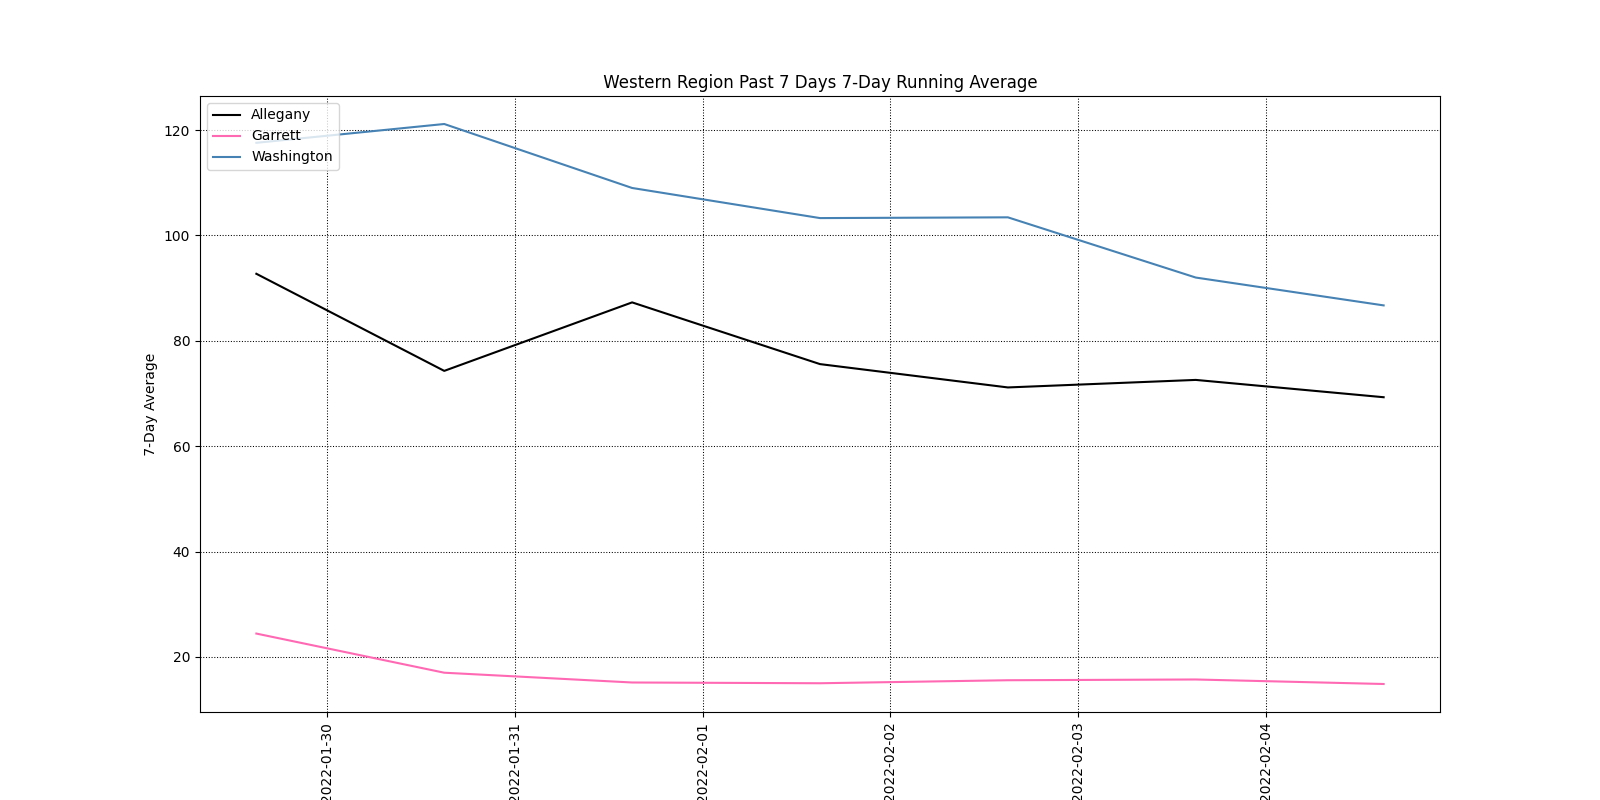 Western Region Past 7 Days 7-Day Running Average
Allegany
Garrett
Washington
7-Day Average
120
100
80
60
40
20
2022-01-30
2022-01-31
2022-02-01
2022-02-02
2022-02-03
2022-02-04